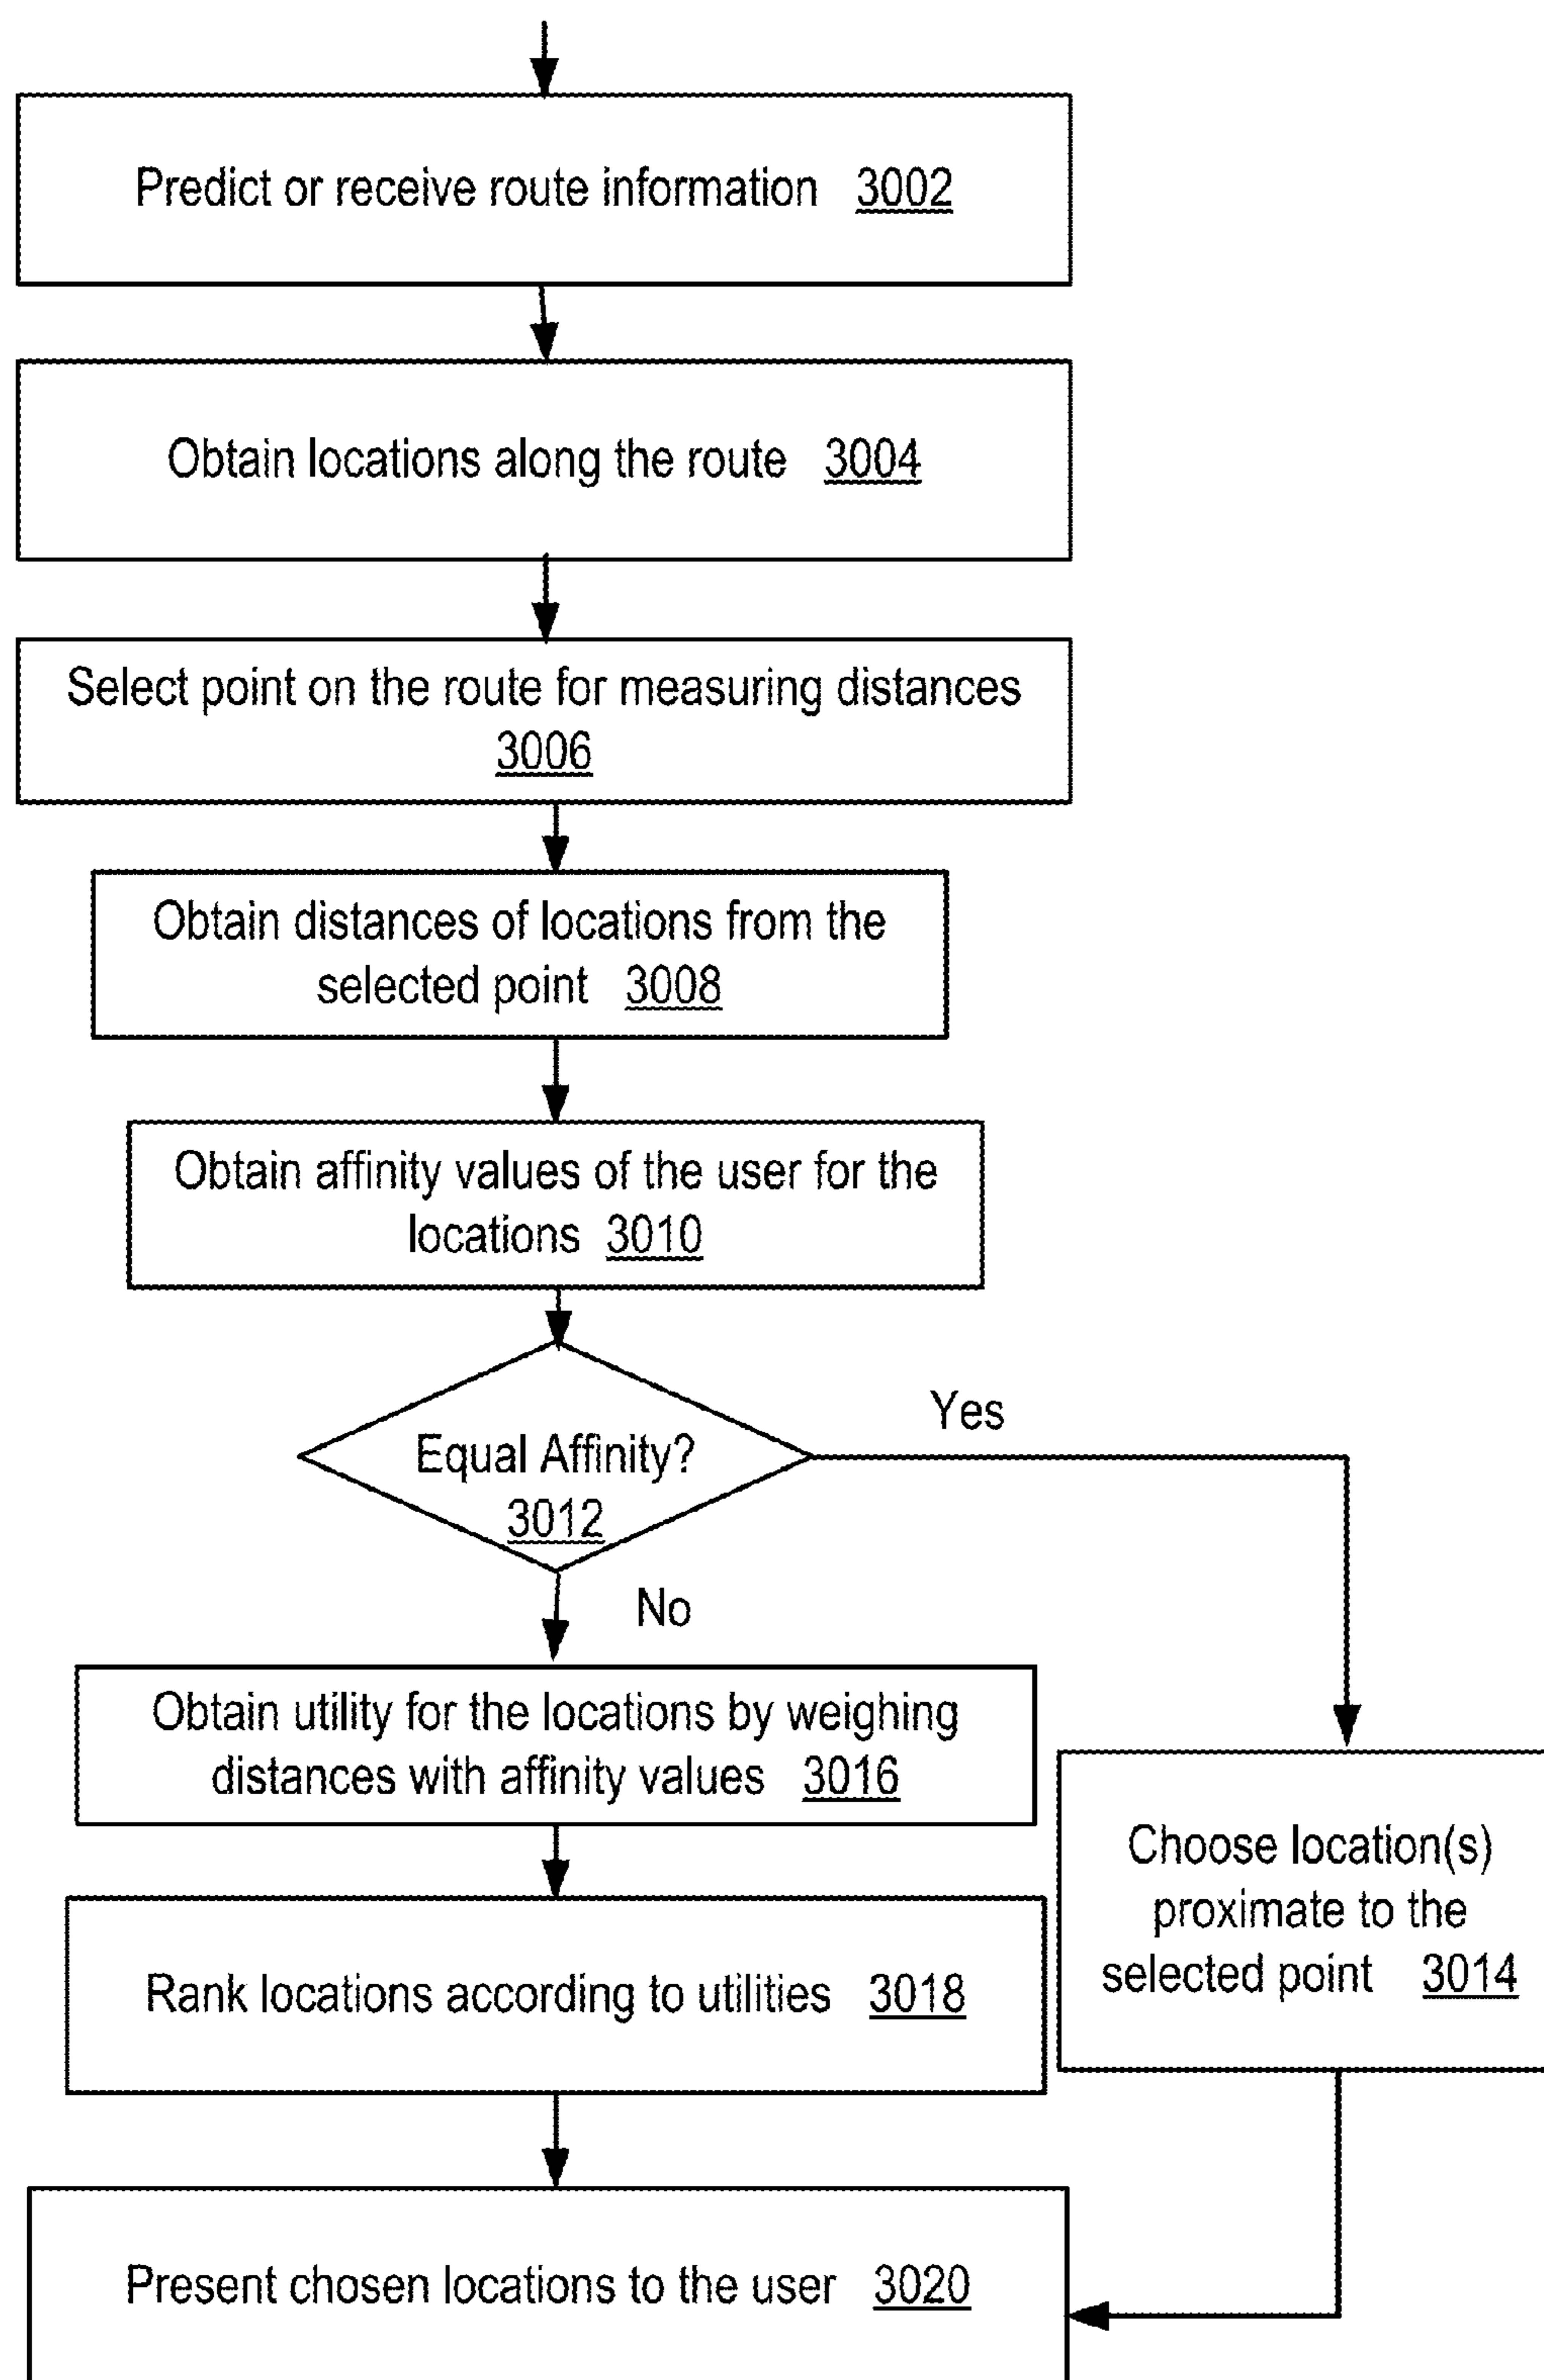 Predict or receive route information 3002
Obtain locations along the route 3004
Select point on the route for measuring distances
3006
Obtain distances of locations from the
selected point 3008
Obtain affinity values of the user for the
locations 3010
Equal Affinity?
3012
Yes
No
Obtain utility for the locations by weighing
distances with affinity values 3016
Choose location(s)
proximate to the
selected point 3014
Rank locations according to utilities 3018
Present chosen locations to the user 3020